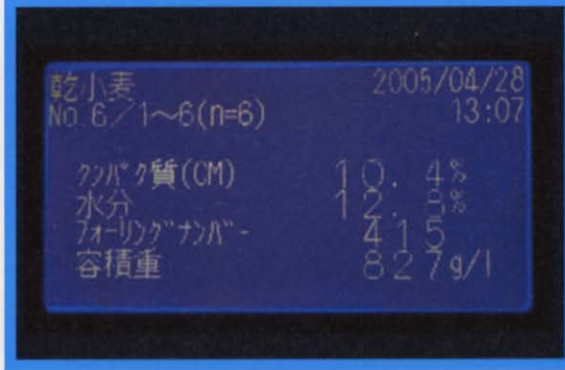 乾小麦 2005/04/28
No.6/1~6(n=6) 13:07
タンパク質(CM) 10.4%
水分 12.8%
フォーリングナンバー 415
容積重 827g/l